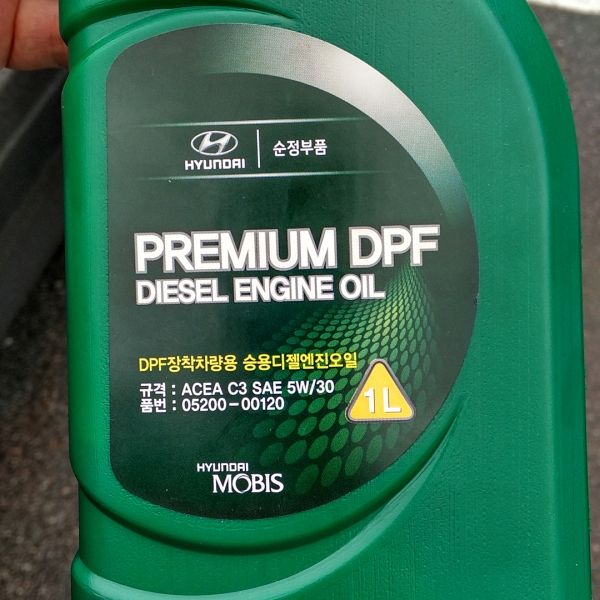 HYUNDAI 순정부품
PREMIUM DPF
DIESEL ENGINE OIL
DPF장착차량용 승용디젤엔진오일
규격 : ACEA C3 SAE 5W/30
품번 : 05200-00120
1L
HYUNDAI
MOBIS